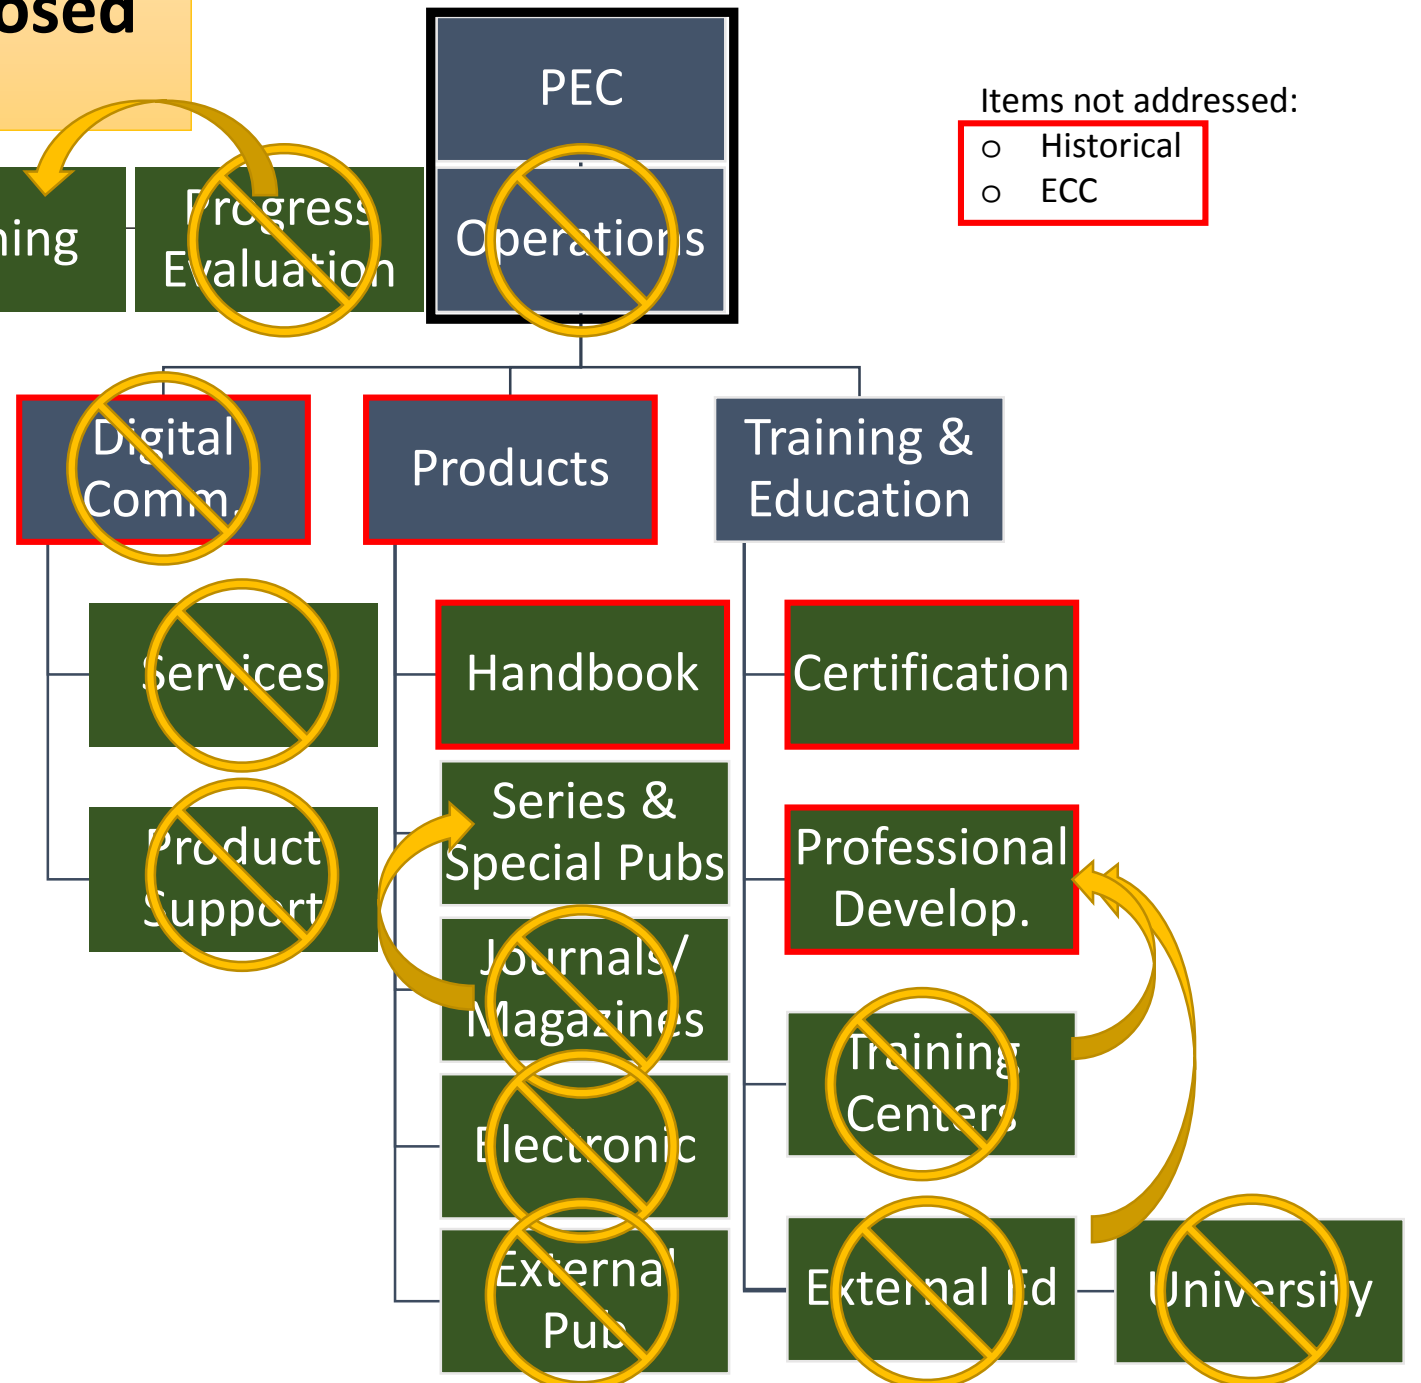 osed
PEC
Items not addressed:
o Historical
o ECC
ning
Progress
Evaluation
Operations
Digital
Comm.
Products
Training &
Education
Services
Handbook
Certification
Series &
Special Pubs
Product
Support
Professional
Develop.
Journals/
Magazines
Training
Centers
Electronic
External
Pub
External Ed
University